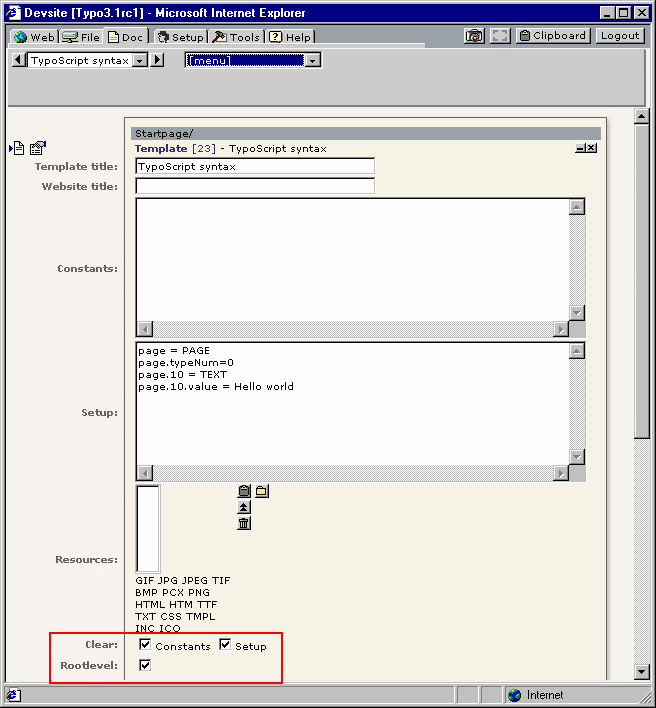 Devsite [Typo3.1rc1] - Microsoft Internet Explorer
Web File Doc Setup Tools Help Clipboard Logout
TypoScript syntax [menu]
Startpage/
Template [23] - TypoScript syntax
Template title: TypoScript syntax
Website title:
Constants:
page = PAGE
page.typeNum=0
page.10 = TEXT
page.10.value = Hello world
Setup:
Resources:
GIF JPG JPEG TIF
BMP PCX PNG
HTML HTM TTF
TXT CSS TMPL
INC ICO
Clear: Constants Setup
Rootlevel:
Internet